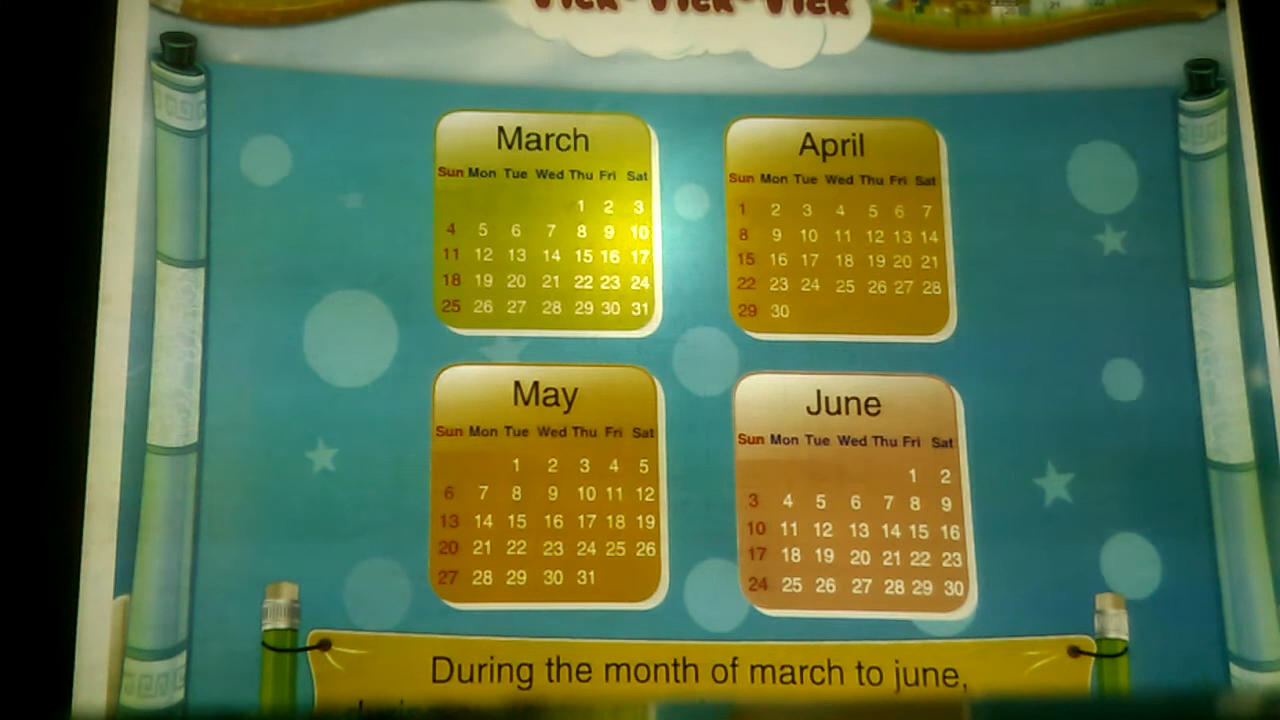 Tick - Tick - Tick
March
Sun Mon Tue Wed Thu Fri Sat
1 2 3
4 5 6 7 8 9 10
11 12 13 14 15 16 17
18 19 20 21 22 23 24
25 26 27 28 29 30 31
April
Sun Mon Tue Wed Thu Fri Sat
1 2 3 4 5 6 7
8 9 10 11 12 13 14
15 16 17 18 19 20 21
22 23 24 25 26 27 28
29 30
May
Sun Mon Tue Wed Thu Fri Sat
1 2 3 4 5
6 7 8 9 10 11 12
13 14 15 16 17 18 19
20 21 22 23 24 25 26
27 28 29 30 31
June
Sun Mon Tue Wed Thu Fri Sat
1 2
3 4 5 6 7 8 9
10 11 12 13 14 15 16
17 18 19 20 21 22 23
24 25 26 27 28 29 30
During the month of march to june,